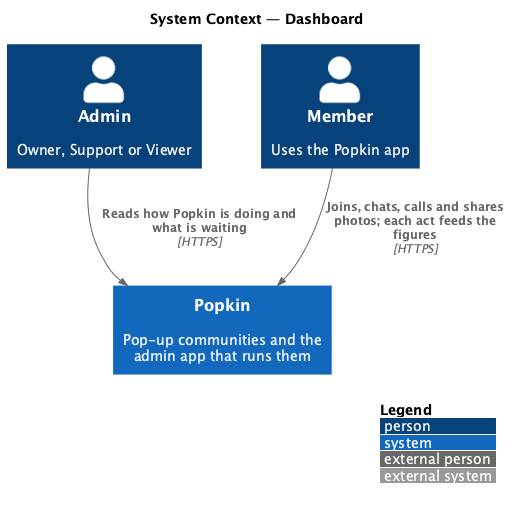 System Context — Dashboard
Admin
Owner, Support or Viewer
Member
Uses the Popkin app
Reads how Popkin is doing and
what is waiting
[HTTPS]
Joins, chats, calls and shares
photos; each act feeds the
figures
[HTTPS]
Popkin
Pop-up communities and the
admin app that runs them
Legend
person
system
external person
external system